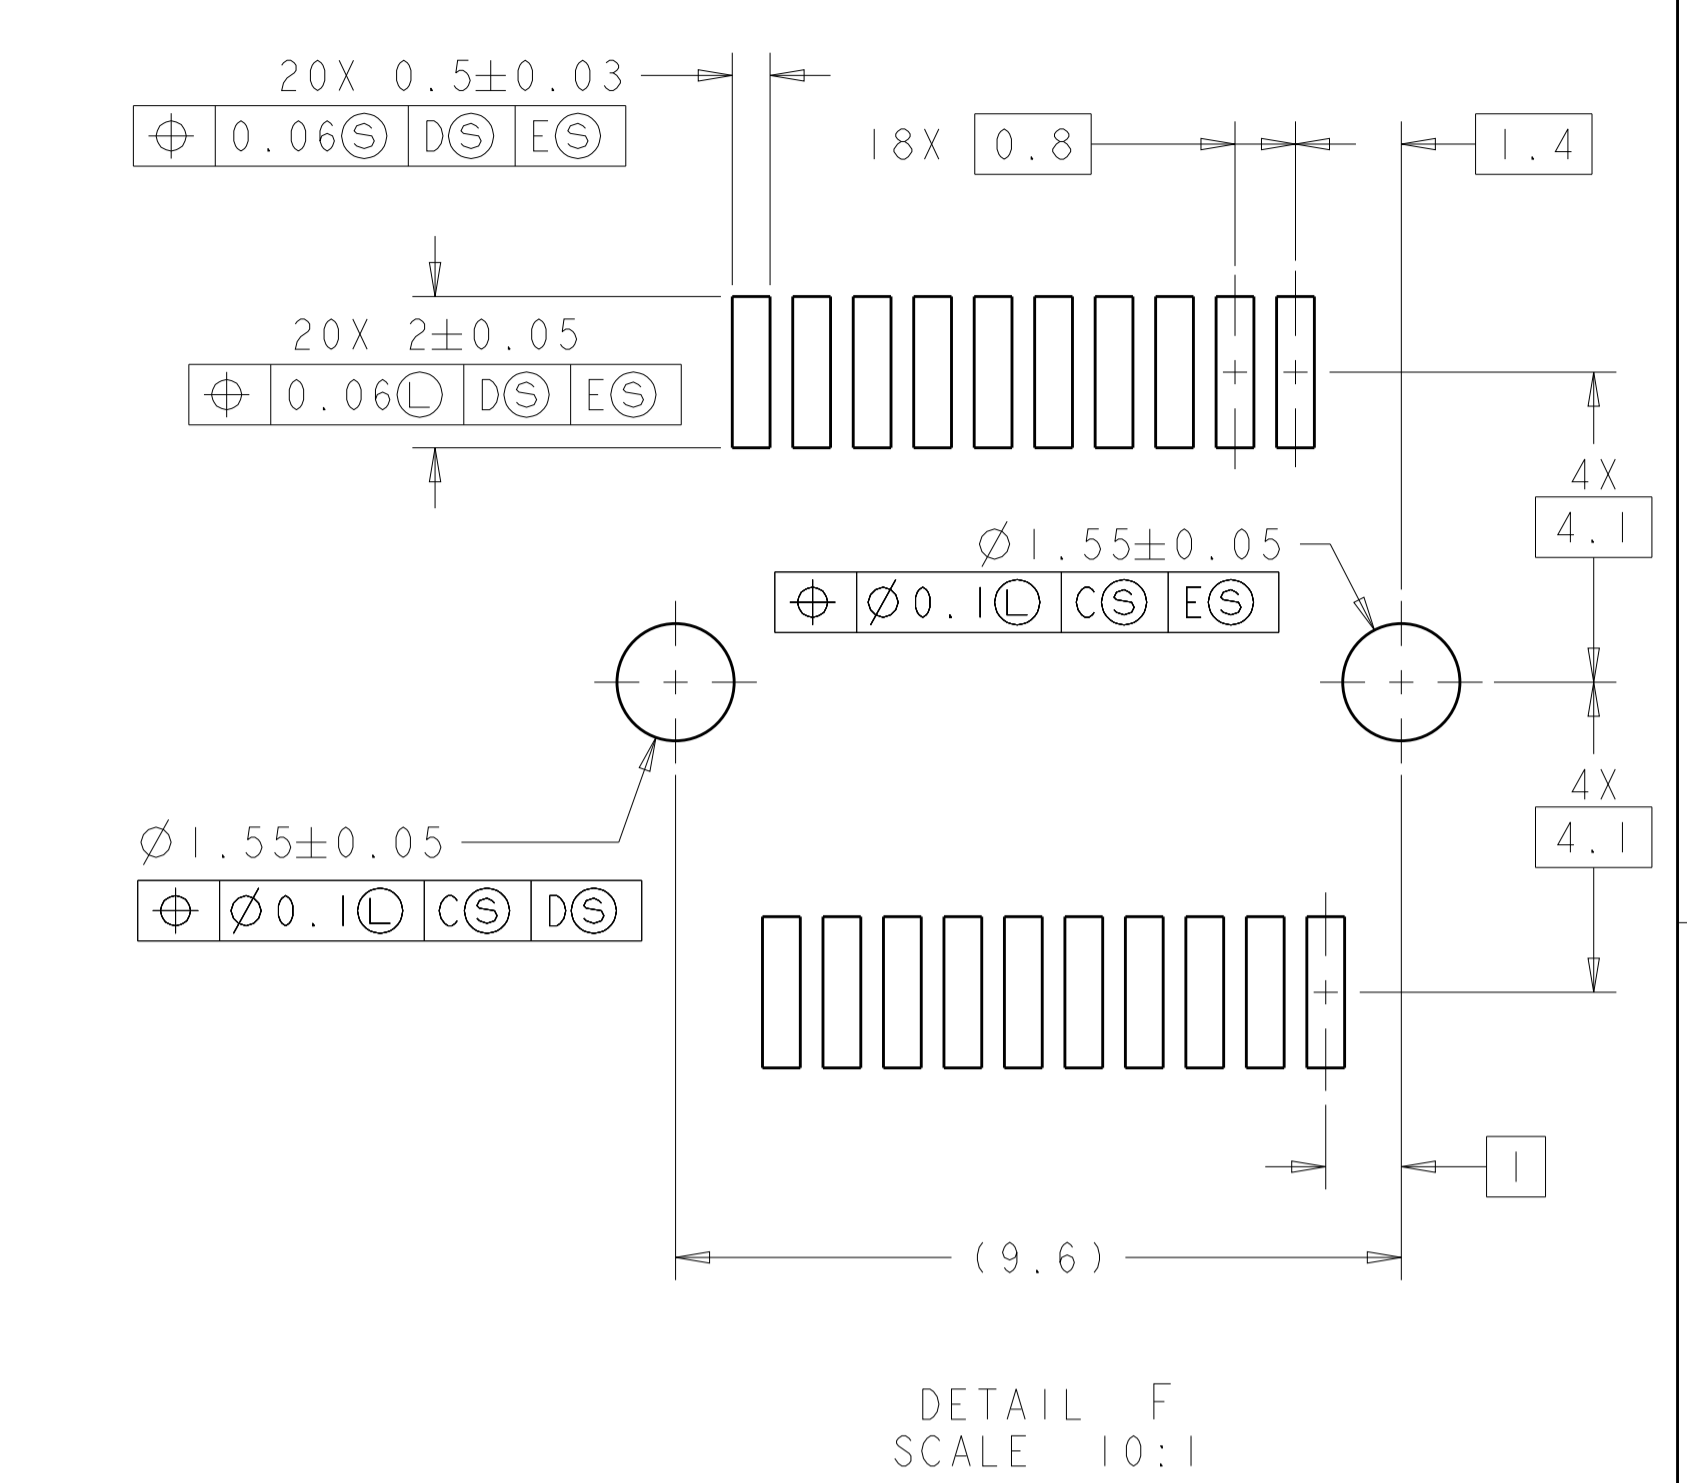 20X 0.5±0.03
⌖ 0.06Ⓢ DⓈ EⓈ
18X 0.8
1.4
20X 2±0.05
⌖ 0.06Ⓛ DⓈ EⓈ
4X
4.1
Ø1.55±0.05
⌖ Ø0.1Ⓛ CⓈ EⓈ
4X
4.1
Ø1.55±0.05
⌖ Ø0.1Ⓛ CⓈ DⓈ
1
(9.6)
DETAIL F
SCALE 10:1